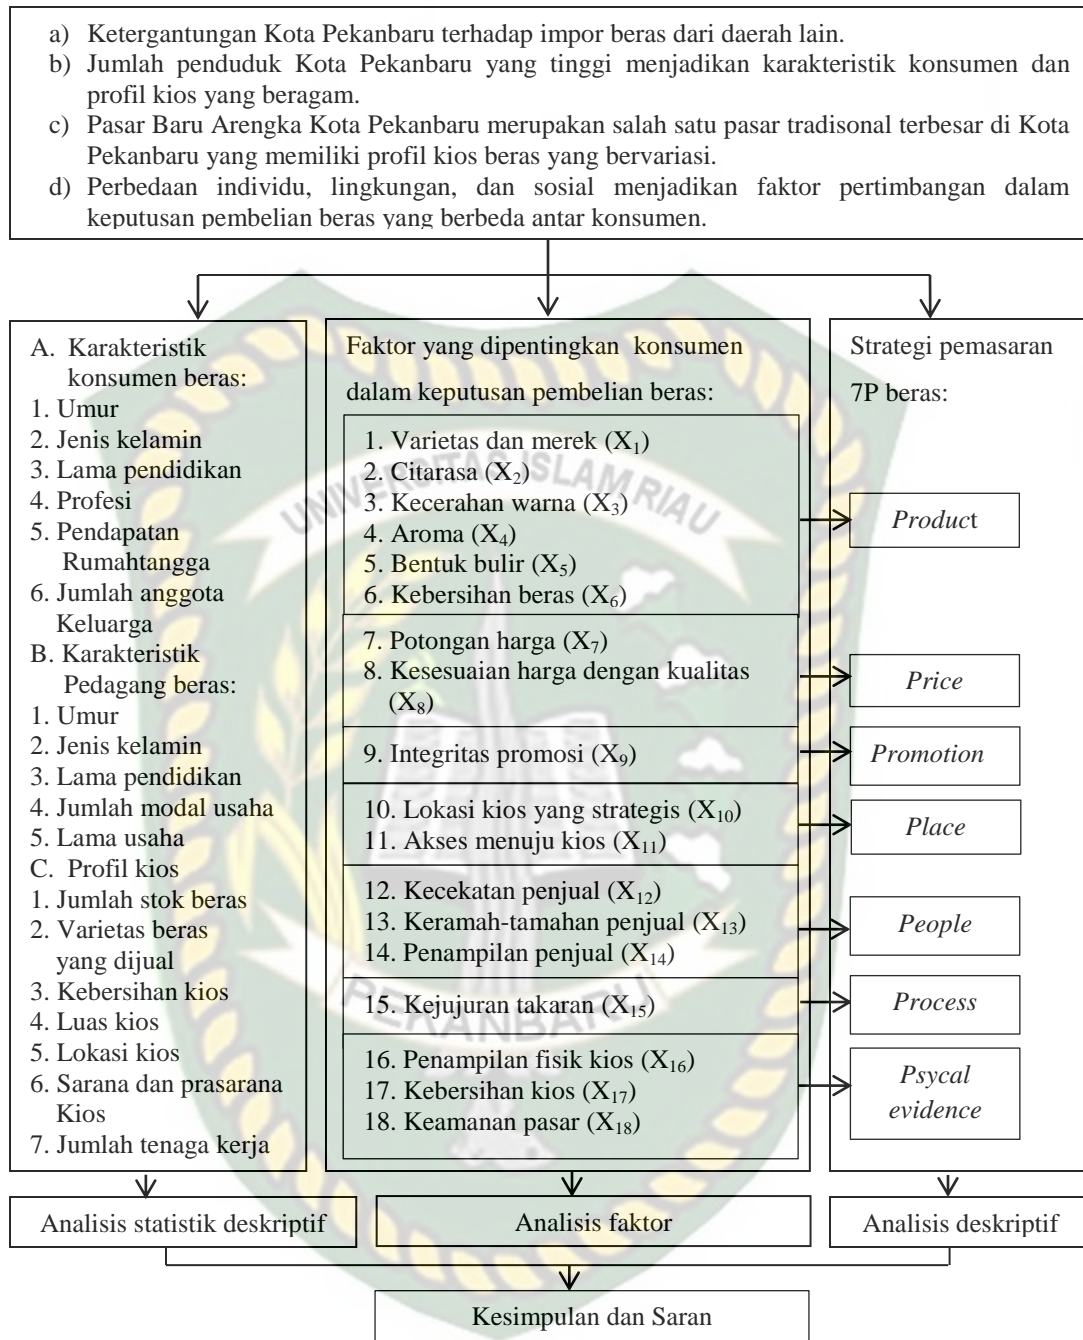 a) Ketergantungan Kota Pekanbaru terhadap impor beras dari daerah lain.
b) Jumlah penduduk Kota Pekanbaru yang tinggi menjadikan karakteristik konsumen dan
profil kios yang beragam.
c) Pasar Baru Arengka Kota Pekanbaru merupakan salah satu pasar tradisonal terbesar di Kota
Pekanbaru yang memiliki profil kios beras yang bervariasi.
d) Perbedaan individu, lingkungan, dan sosial menjadikan faktor pertimbangan dalam
keputusan pembelian beras yang berbeda antar konsumen.
A. Karakteristik
konsumen beras:
1. Umur
2. Jenis kelamin
3. Lama pendidikan
4. Profesi
5. Pendapatan
Rumahtangga
6. Jumlah anggota
Keluarga
B. Karakteristik
Pedagang beras:
1. Umur
2. Jenis kelamin
3. Lama pendidikan
4. Jumlah modal usaha
5. Lama usaha
C. Profil kios
1. Jumlah stok beras
2. Varietas beras
yang dijual
3. Kebersihan kios
4. Luas kios
5. Lokasi kios
6. Sarana dan prasarana
Kios
7. Jumlah tenaga kerja
Faktor yang dipentingkan konsumen
dalam keputusan pembelian beras:
1. Varietas dan merek (X₁)
2. Citarasa (X₂)
3. Kecerahan warna (X₃)
4. Aroma (X₄)
5. Bentuk bulir (X₅)
6. Kebersihan beras (X₆)
7. Potongan harga (X₇)
8. Kesesuaian harga dengan kualitas
(X₈)
9. Integritas promosi (X₉)
10. Lokasi kios yang strategis (X₁₀)
11. Akses menuju kios (X₁₁)
12. Kecekatan penjual (X₁₂)
13. Keramah-tamahan penjual (X₁₃)
14. Penampilan penjual (X₁₄)
15. Kejujuran takaran (X₁₅)
16. Penampilan fisik kios (X₁₆)
17. Kebersihan kios (X₁₇)
18. Keamanan pasar (X₁₈)
Strategi pemasaran
7P beras:
Product
Price
Promotion
Place
People
Process
Psycal
evidence
UNIVERSITAS ISLAM RIAU
PEKANBARU
Analisis statistik deskriptif
Analisis faktor
Analisis deskriptif
Kesimpulan dan Saran